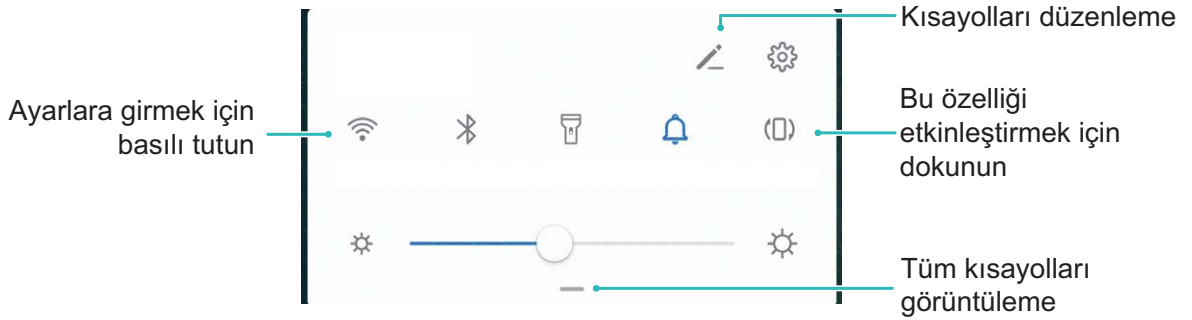 Kısayolları düzenleme
Ayarlara girmek için
basılı tutun
Bu özelliği
etkinleştirmek için
dokunun
Tüm kısayolları
görüntüleme